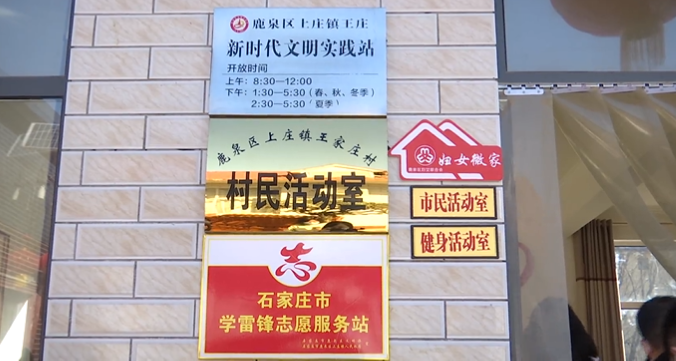 鹿泉区上庄镇王庄
新时代文明实践站
开放时间
上午：8:30—12:00
下午：1:30—5:30（春、秋、冬季）
2:30—5:30（夏季）
鹿泉区上庄镇王家庄村
村民活动室
志
石家庄市
学雷锋志愿服务站
妇女微家
市民活动室
健身活动室